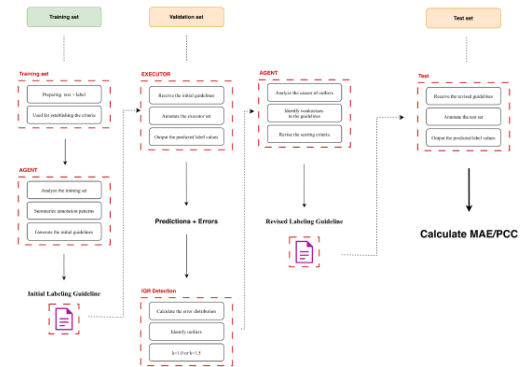 Training set
Validation set
Test set
Training set
Preparing text + label
Used for establishing the criteria
AGENT
Analyze the training set
Summarize annotation patterns
Generate the initial guidelines
Initial Labeling Guideline
EXECUTOR
Receive the initial guidelines
Annotate the executor set
Output the predicted label values
Predictions + Errors
IQR Detection
Calculate the error distribution
Identify outliers
k=1.0 or k=1.5
AGENT
Analyze the causes of outliers
Identify weaknesses
in the guidelines
Revise the scoring criteria
Revised Labeling Guideline
Test
Receive the revised guidelines
Annotate the test set
Output the predicted label values
Calculate MAE/PCC